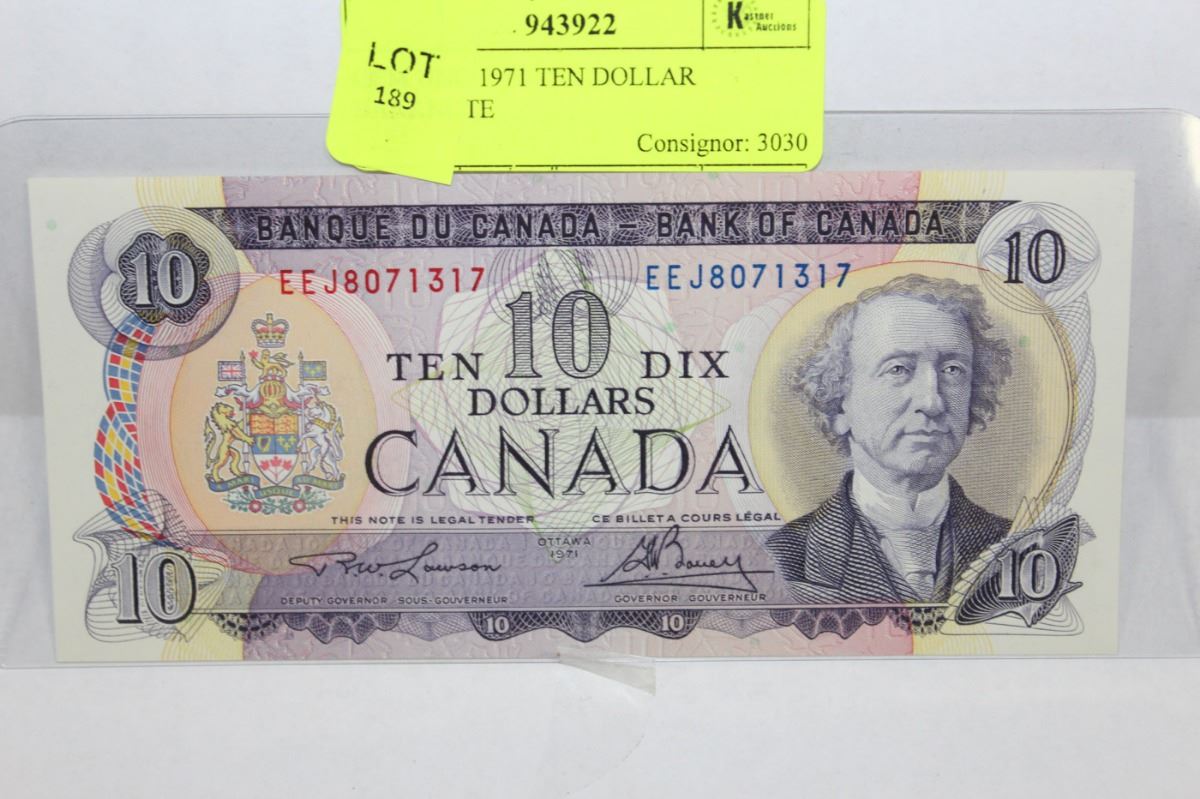 943922
Kastner
Auctions
LOT
189
1971 TEN DOLLAR
TE
Consignor: 3030
BANQUE DU CANADA – BANK OF CANADA
10
10
EEJ8071317
EEJ8071317
10
TEN DIX
DOLLARS
CANADA
THIS NOTE IS LEGAL TENDER
CE BILLET A COURS LÉGAL
OTTAWA
1971
R.W. Lawson
DEPUTY GOVERNOR - SOUS-GOUVERNEUR
GOVERNOR - GOUVERNEUR
10
10
10
10